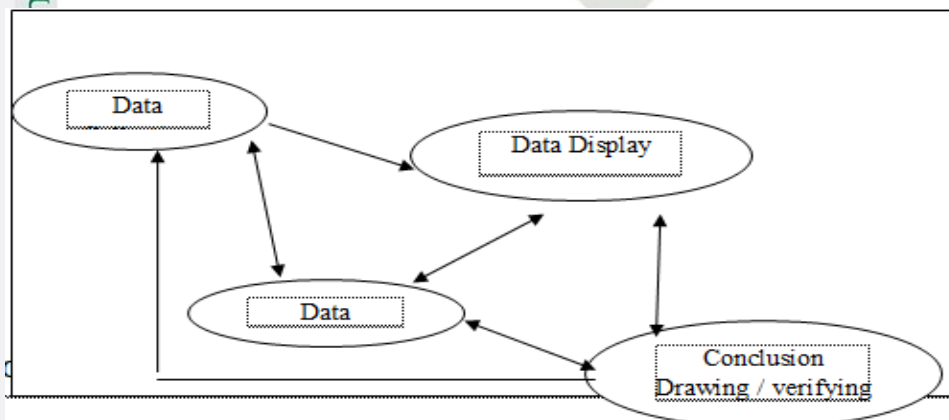 Data
Data Display
Data
Conclusion
Drawing / verifying